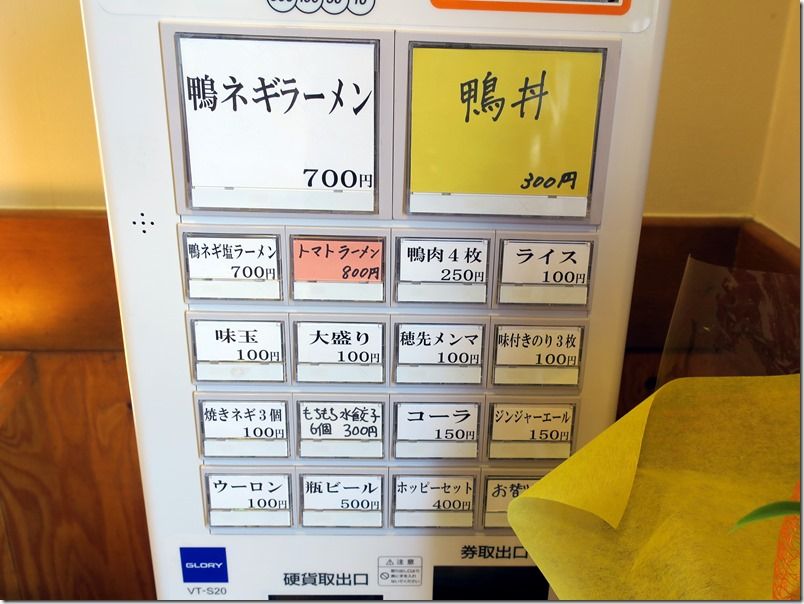 500 100 50 10
鴨ネギラーメン
700円
鴨丼
300円
鴨ネギ塩ラーメン
700円
トマトラーメン
800円
鴨肉4枚
250円
ライス
100円
味玉
100円
大盛り
100円
穂先メンマ
100円
味付きのり3枚
100円
焼きネギ3個
100円
もちもち水餃子
6個 300円
コーラ
150円
ジンジャーエール
150円
ウーロン
100円
瓶ビール
500円
ホッピーセット
400円
お替
GLORY
VT-S20
硬貨取出口
注意
券取出口